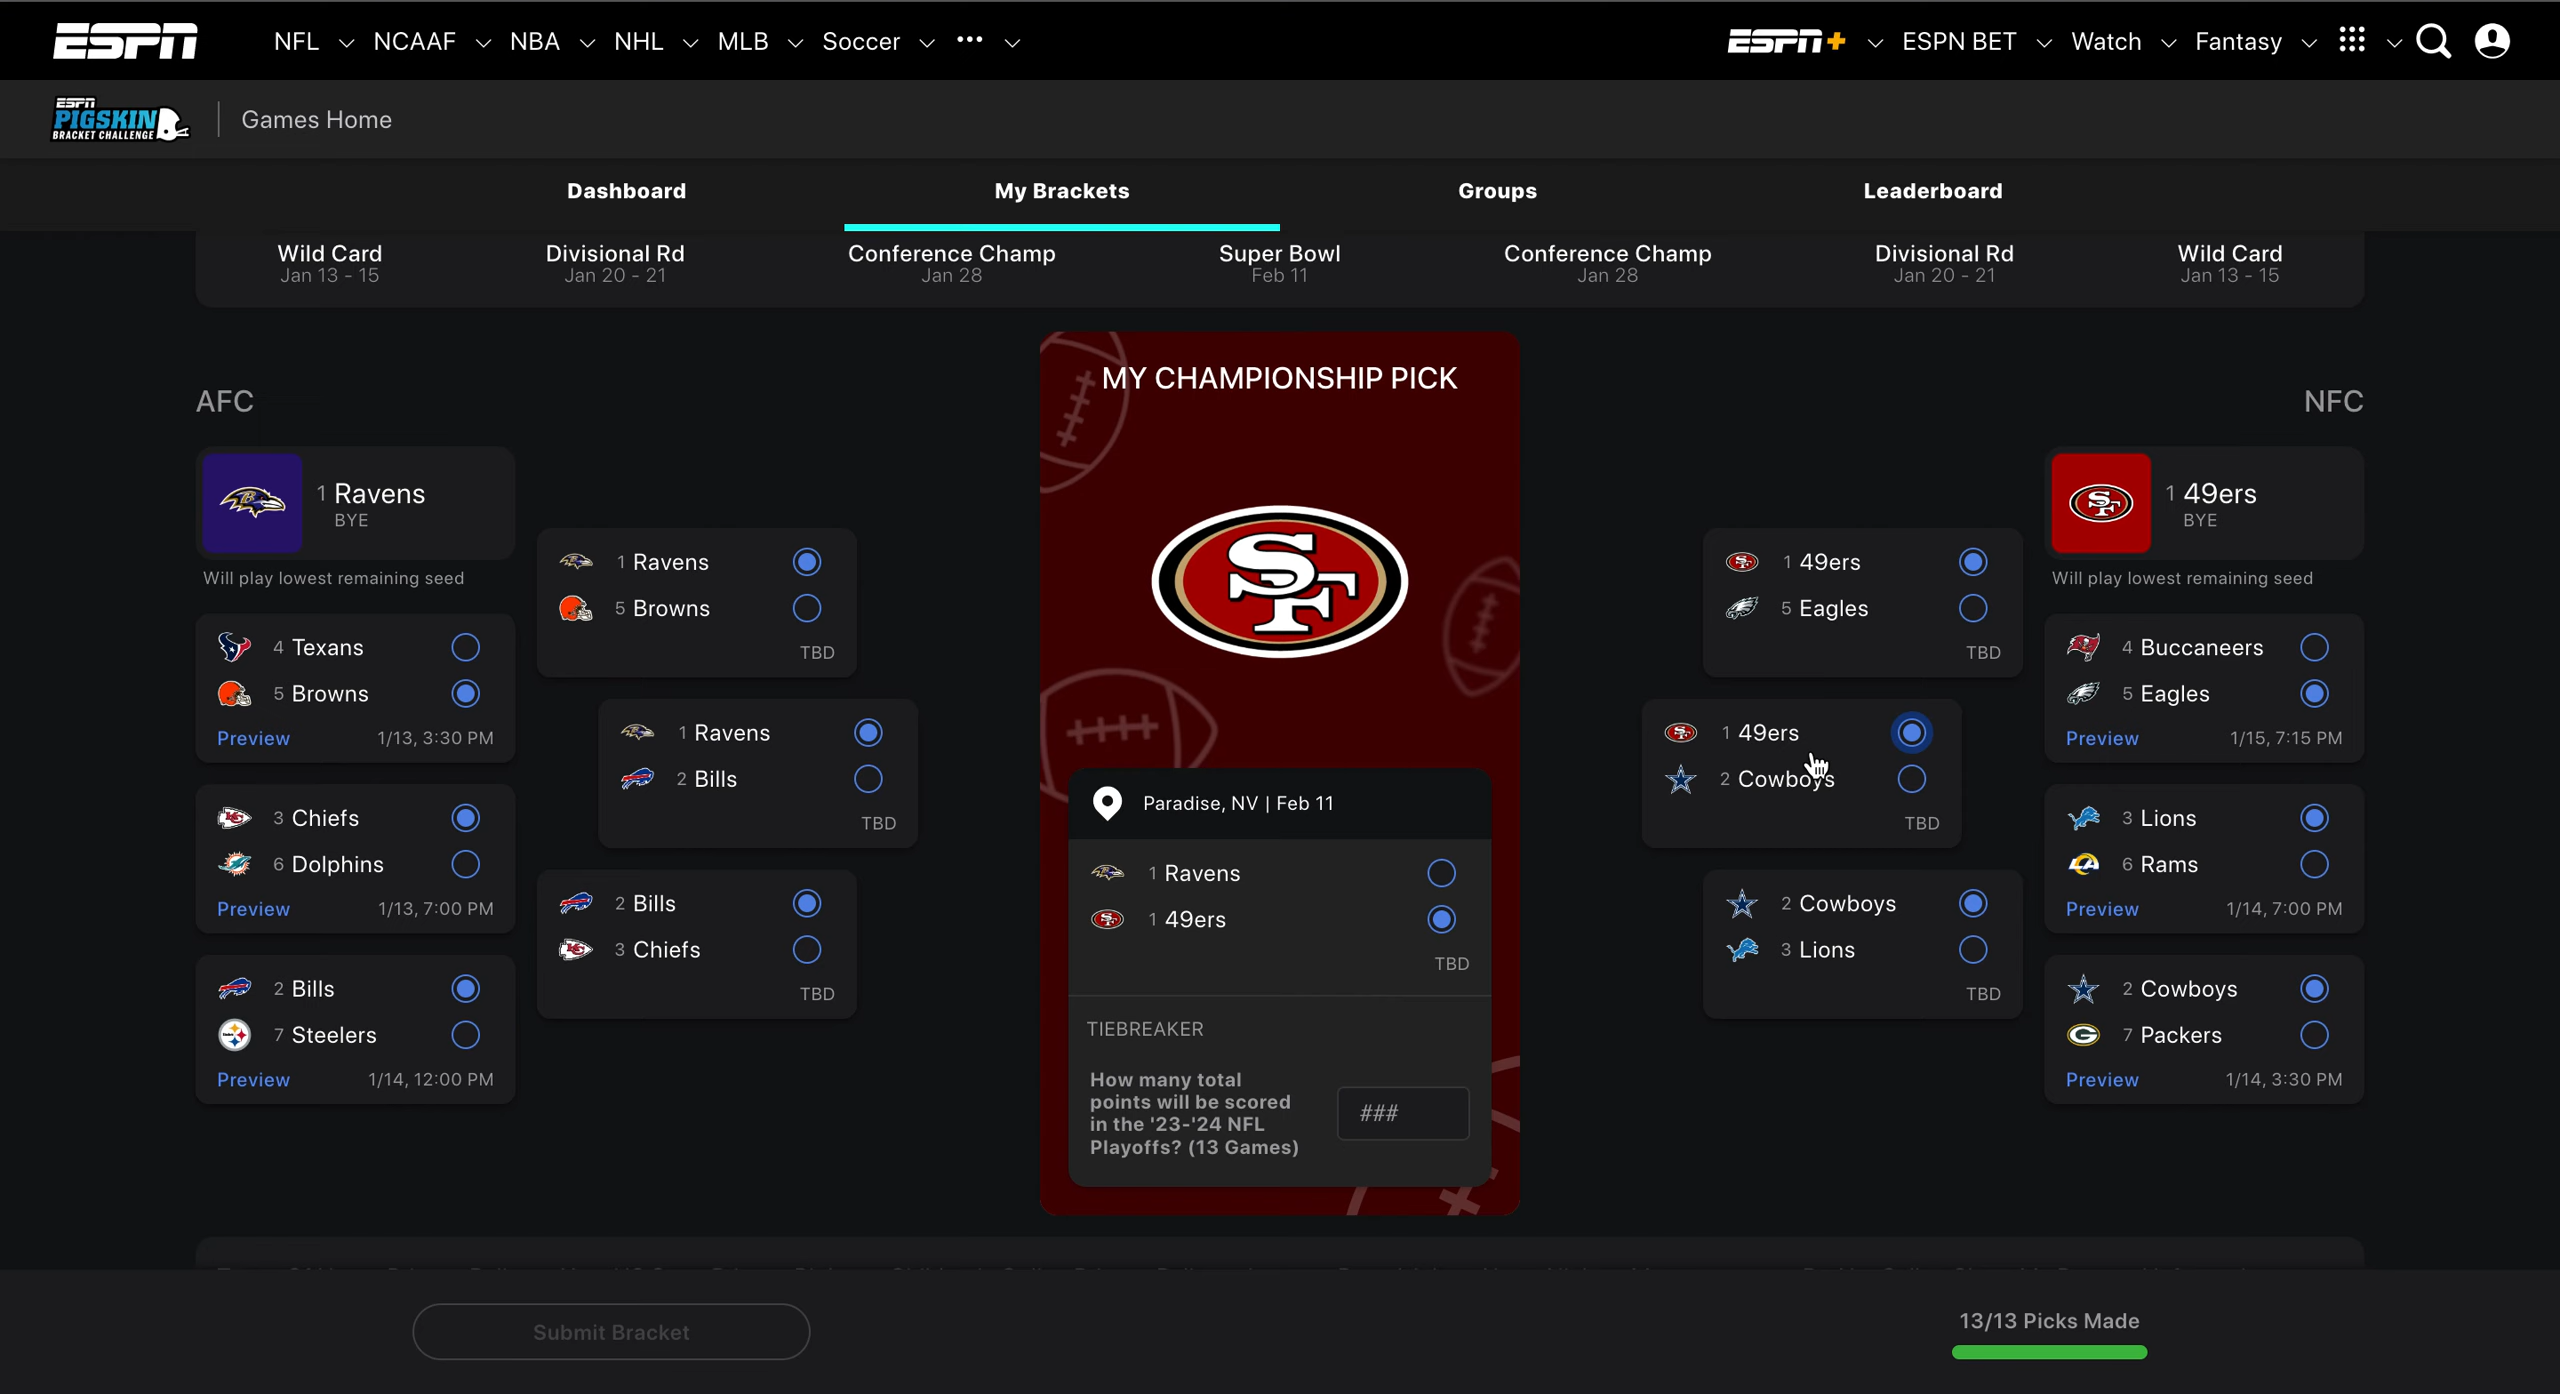 ESPN NFL NCAAF NBA NHL MLB Soccer ••• ESPN+ ESPN BET Watch Fantasy
ESPN
PIGSKIN
BRACKET CHALLENGE
Games Home
Dashboard My Brackets Groups Leaderboard
Wild Card Divisional Rd Conference Champ Super Bowl Conference Champ Divisional Rd Wild Card
Jan 13 - 15 Jan 20 - 21 Jan 28 Feb 11 Jan 28 Jan 20 - 21 Jan 13 - 15
AFC
1 Ravens
BYE
Will play lowest remaining seed
4 Texans
5 Browns
Preview 1/13, 3:30 PM
3 Chiefs
6 Dolphins
Preview 1/13, 7:00 PM
2 Bills
7 Steelers
Preview 1/14, 12:00 PM
1 Ravens
5 Browns
TBD
1 Ravens
2 Bills
TBD
2 Bills
3 Chiefs
TBD
MY CHAMPIONSHIP PICK
SF
Paradise, NV | Feb 11
1 Ravens
1 49ers
TBD
TIEBREAKER
How many total
points will be scored
in the '23-'24 NFL
Playoffs? (13 Games)
###
1 49ers
5 Eagles
TBD
1 49ers
2 Cowboys
TBD
2 Cowboys
3 Lions
TBD
NFC
1 49ers
BYE
Will play lowest remaining seed
4 Buccaneers
5 Eagles
Preview 1/15, 7:15 PM
3 Lions
6 Rams
Preview 1/14, 7:00 PM
2 Cowboys
7 Packers
Preview 1/14, 3:30 PM
Submit Bracket
13/13 Picks Made